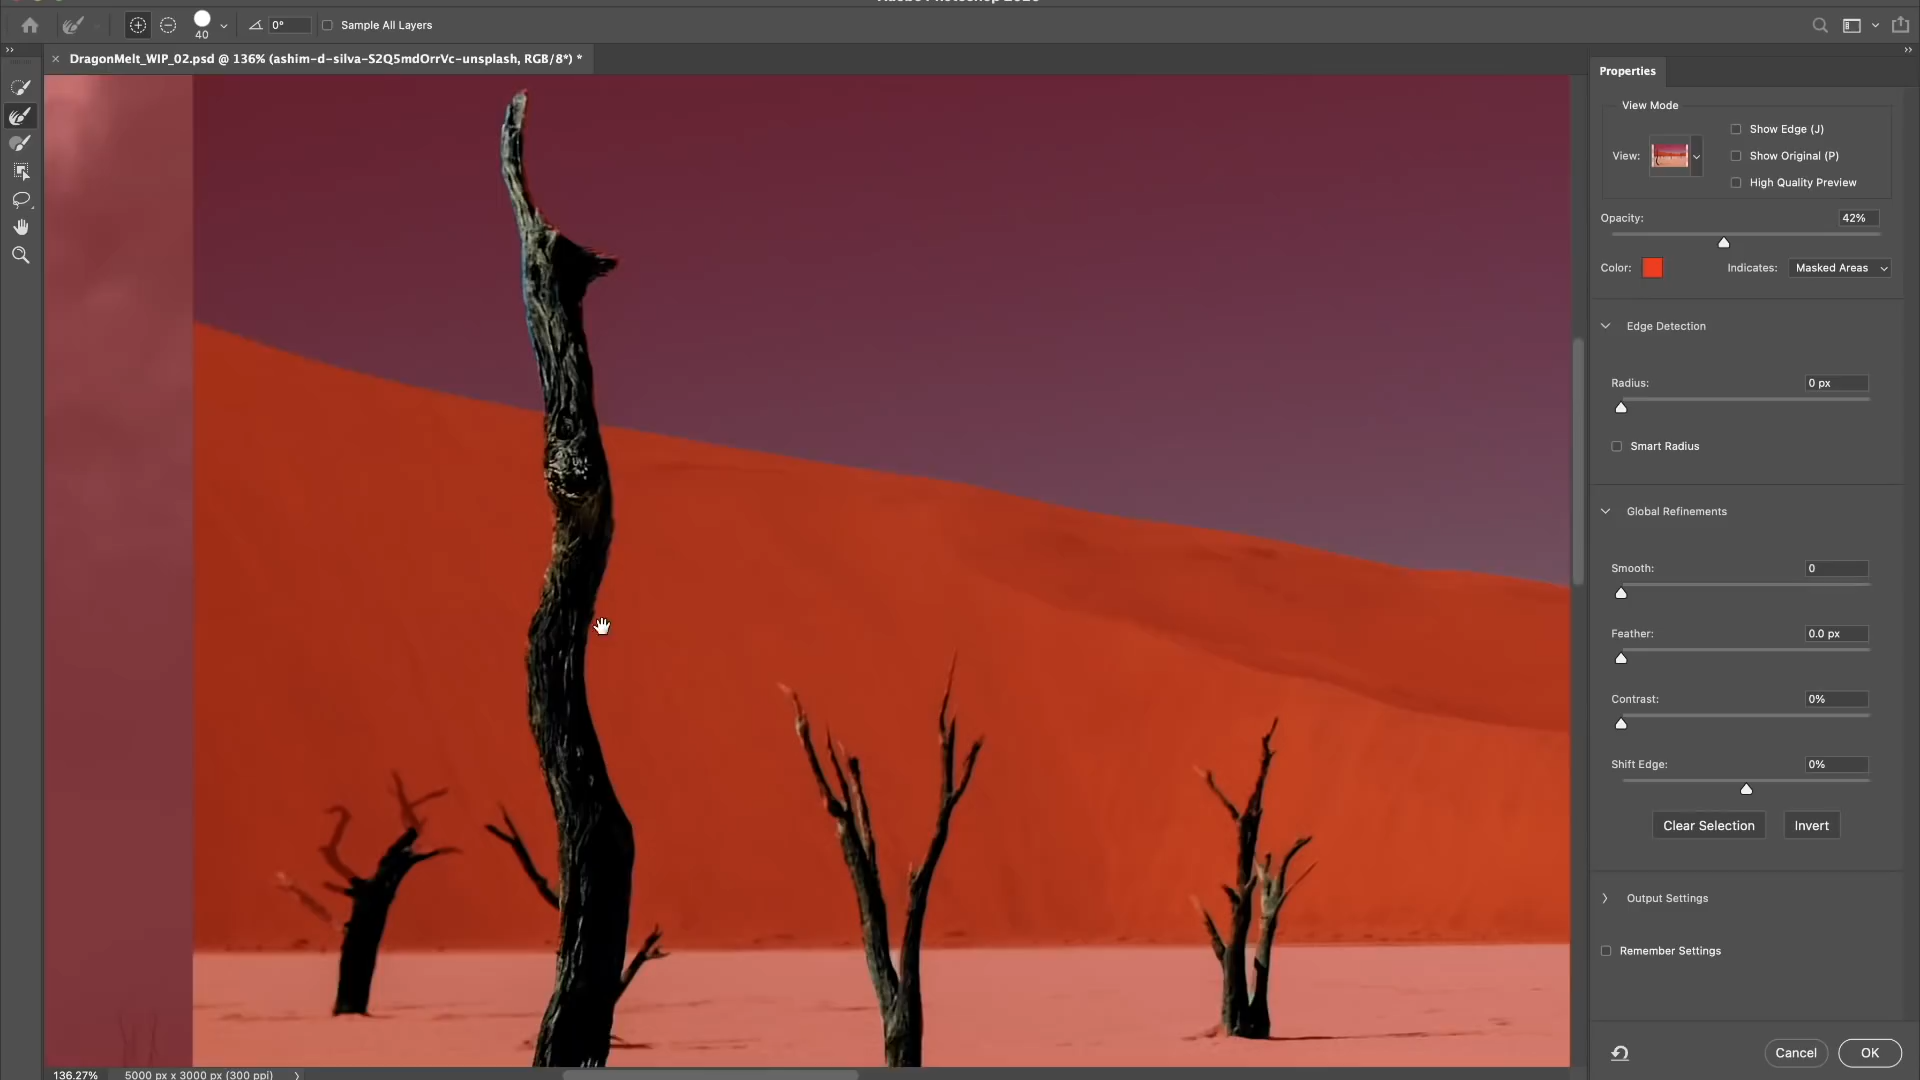 40
0°
Sample All Layers
DragonMelt_WIP_02.psd @ 136% (ashim-d-silva-S2Q5mdOrrVc-unsplash, RGB/8*) *
Properties
View Mode
Show Edge (J)
View:
Show Original (P)
High Quality Preview
Opacity:
42%
Color:
Indicates:
Masked Areas
Edge Detection
Radius:
0 px
Smart Radius
Global Refinements
Smooth:
0
Feather:
0.0 px
Contrast:
0%
Shift Edge:
0%
Clear Selection
Invert
Output Settings
Remember Settings
Cancel
OK
136.27%
5000 px x 3000 px (300 ppi)